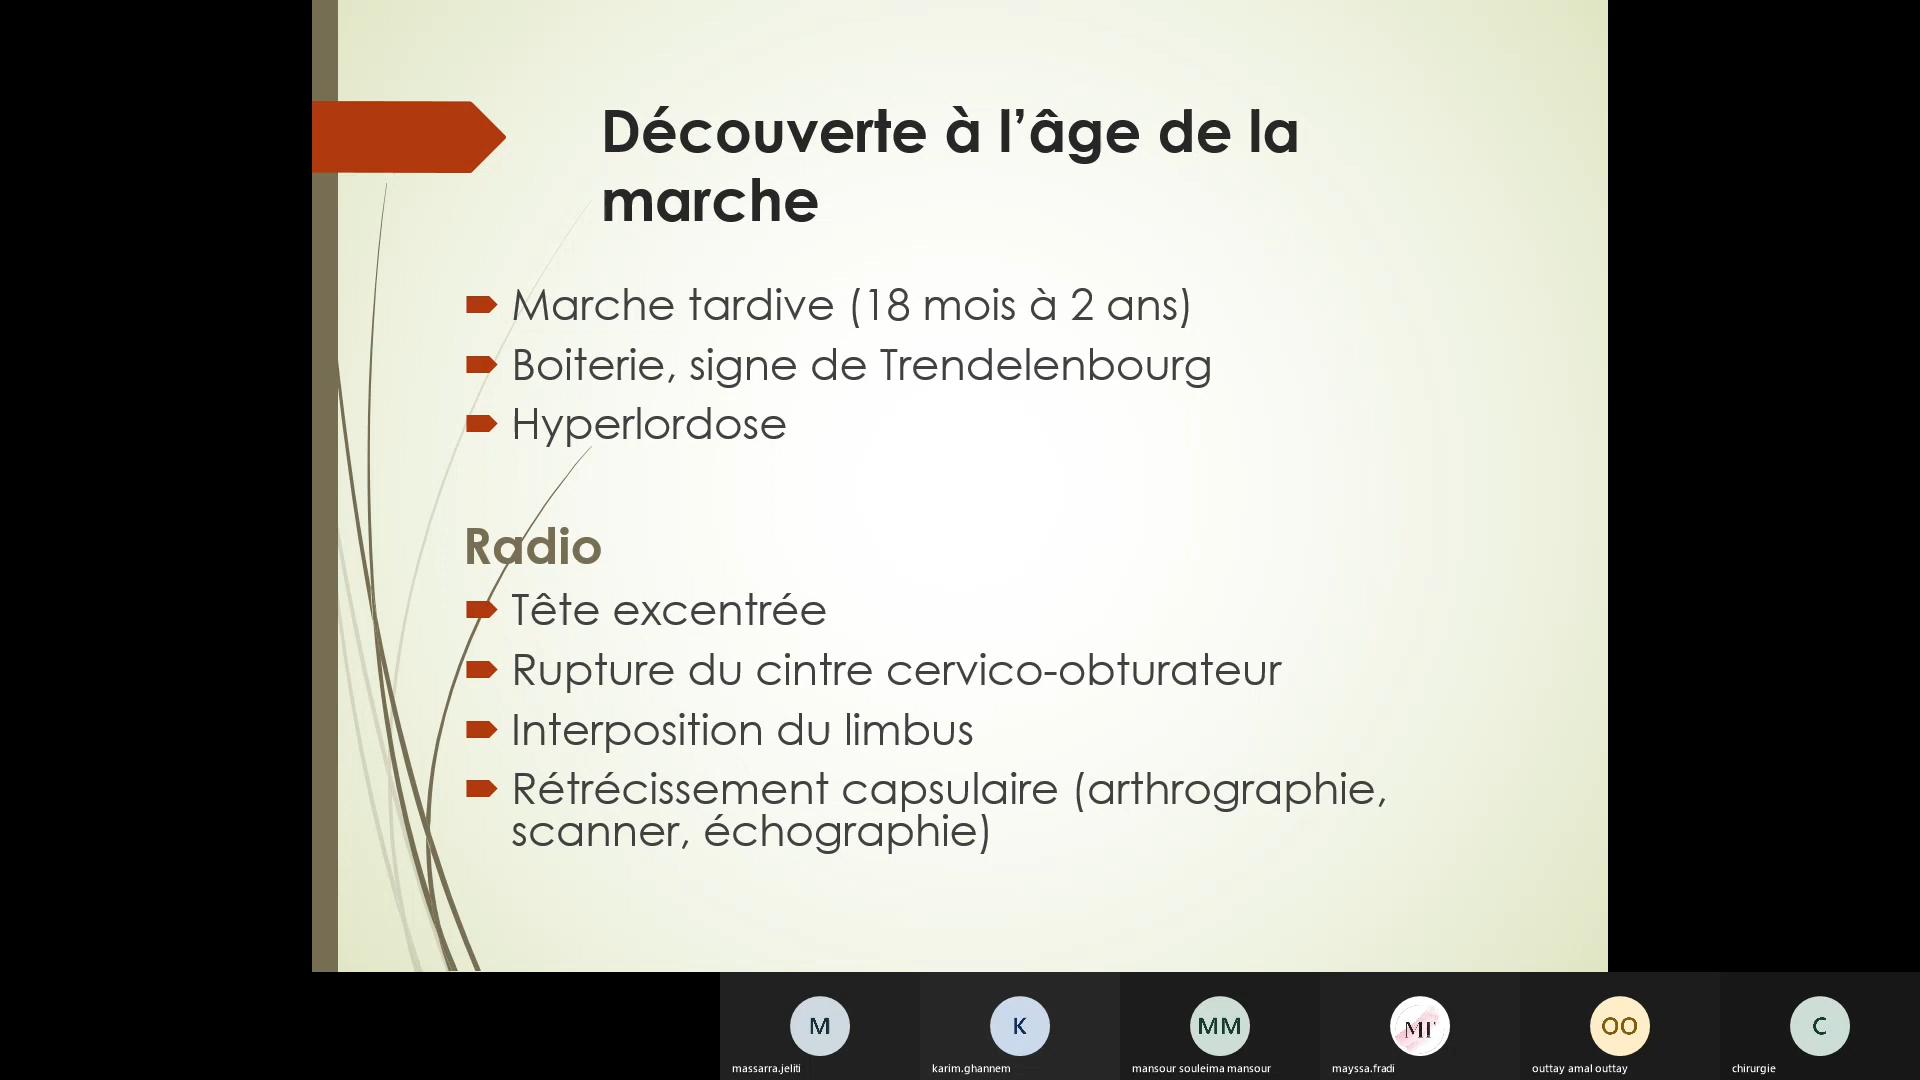 Découverte à l’âge de la
marche
Marche tardive (18 mois à 2 ans)
Boiterie, signe de Trendelenbourg
Hyperlordose
Radio
Tête excentrée
Rupture du cintre cervico-obturateur
Interposition du limbus
Rétrécissement capsulaire (arthrographie,
scanner, échographie)
M
K
MM
MF
OO
C
massarra.jeliti
karim.ghannem
mansour souleima mansour
mayssa.fradi
outtay amal outtay
chirurgie